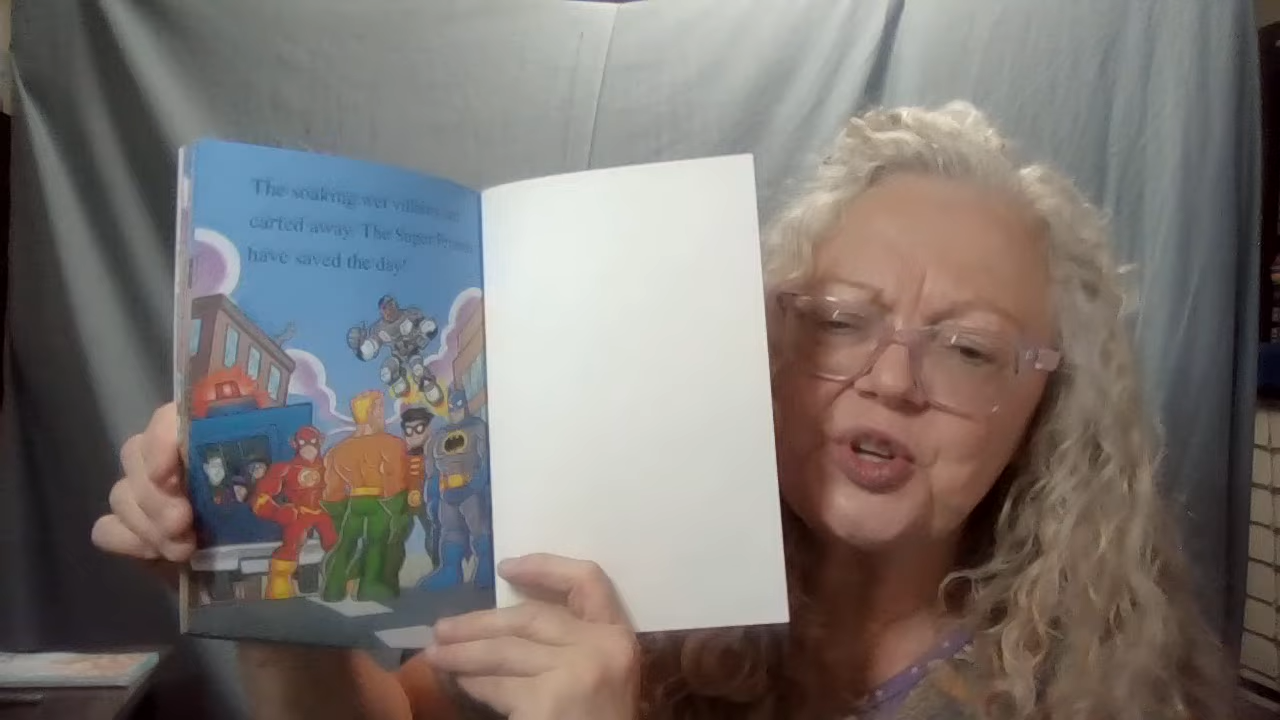 The soaking wet villains are
carted away. The Super Friends
have saved the day!